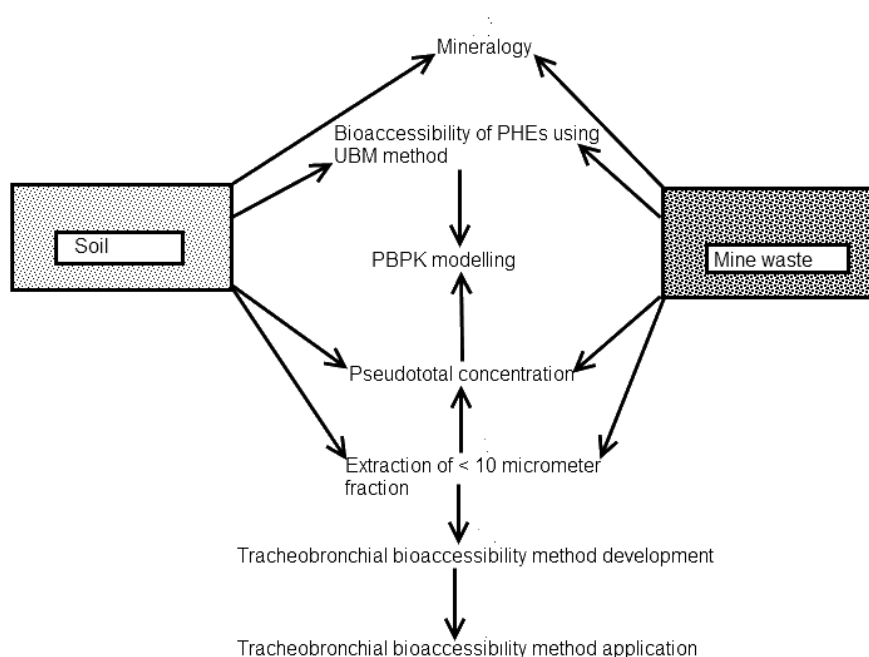 Mineralogy
Bioaccessibility of PHEs using
UBM method
Soil
PBPK modelling
Mine waste
Pseudototal concentration
Extraction of < 10 micrometer
fraction
Tracheobronchial bioaccessibility method development
Tracheobronchial bioaccessibility method application